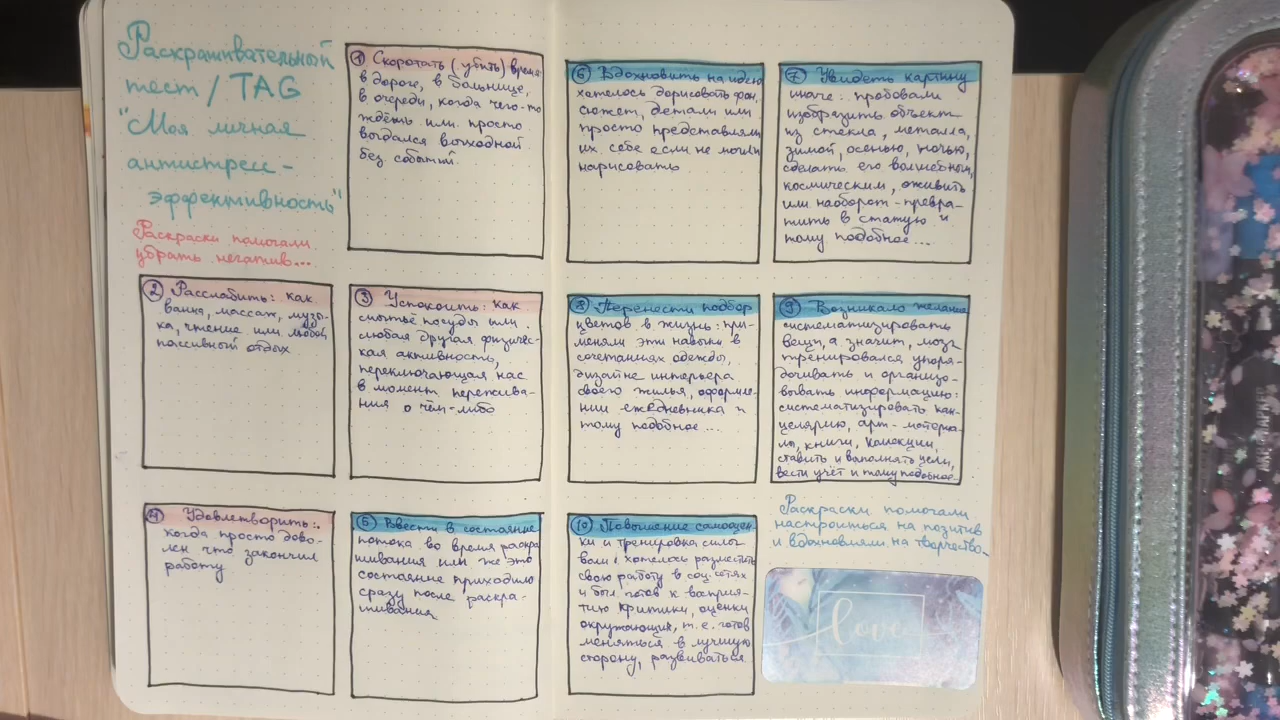 Раскрашивательный
тест / TAG
"Моя личная
антистресс-
эффективность"
Раскраски помогали
убрать негатив...
① Скоротать (убить) время:
в дороге, в больнице,
в очереди, когда чего-то
ждёшь или просто
выдался выходной
без событий.
② Расслабить: как
ванна, массаж, музы-
ка, чтение или любой
пассивный отдых
③ Успокоить: как
мытьё посуды или
любая другая физичес-
кая активность,
переключающая нас
в момент пережива-
ния о чём-либо
④ Удовлетворить:
когда просто дово-
лен что закончил
работу
⑤ Ввести в состояние
потока во время раскра
шивания или же это
состояние приходило
сразу после раскра-
шивания
⑥ Вдохновить на идею
хотелось дорисовать фон,
сюжет, детали или
просто представляли
их себе если не могли
нарисовать
⑦ Увидеть картину
иначе: пробовали
изобразить объект
из стекла, металла,
зимой, осенью, ночью,
сделать его волшебным,
космическим, оживить
или наоборот - превра-
тить в статую и
тому подобное...
⑧ Перенести подбор
цветов в жизнь: при-
меняли эти навыки в
сочетаниях одежды,
дизайне интерьера
своего жилья, оформле-
нии ежедневника и
тому подобное...
⑨ Возникало желание
систематизировать
вещи, а, значит, мозг
тренировался упоря-
дочивать и организо-
вывать информацию:
систематизировать кан-
целярию, арт-материа-
лы, книги, коллекции,
ставить и выполнять цели,
вести учёт и тому подобное...
⑩ Повышение самооцен
ки и тренировка силы
воли: хотелось разместить
свою работу в соц.сетях
и был готов к восприя-
тию критики, оценки
окружающих, т.е. готов
меняться в лучшую
сторону, развиваться
Раскраски помогали
настроиться на позитив
и вдохновляли на творчество...
love